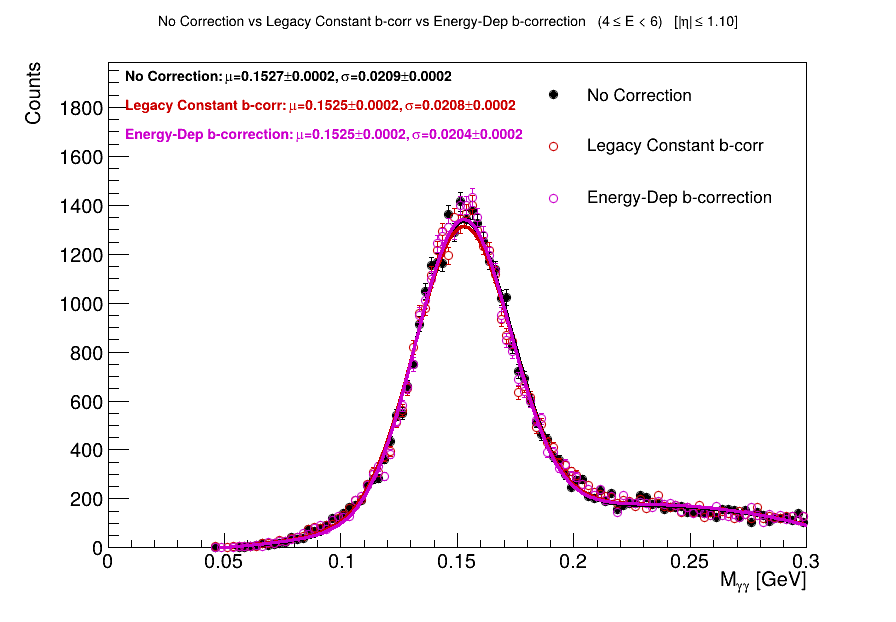 No Correction vs Legacy Constant b-corr vs Energy-Dep b-correction (4 ≤ E < 6) [|η| ≤ 1.10]
Counts
No Correction: μ=0.1527±0.0002, σ=0.0209±0.0002
Legacy Constant b-corr: μ=0.1525±0.0002, σ=0.0208±0.0002
Energy-Dep b-correction: μ=0.1525±0.0002, σ=0.0204±0.0002
No Correction
Legacy Constant b-corr
Energy-Dep b-correction
1800
1600
1400
1200
1000
800
600
400
200
0
0 0.05 0.1 0.15 0.2 0.25 0.3
Mγγ [GeV]